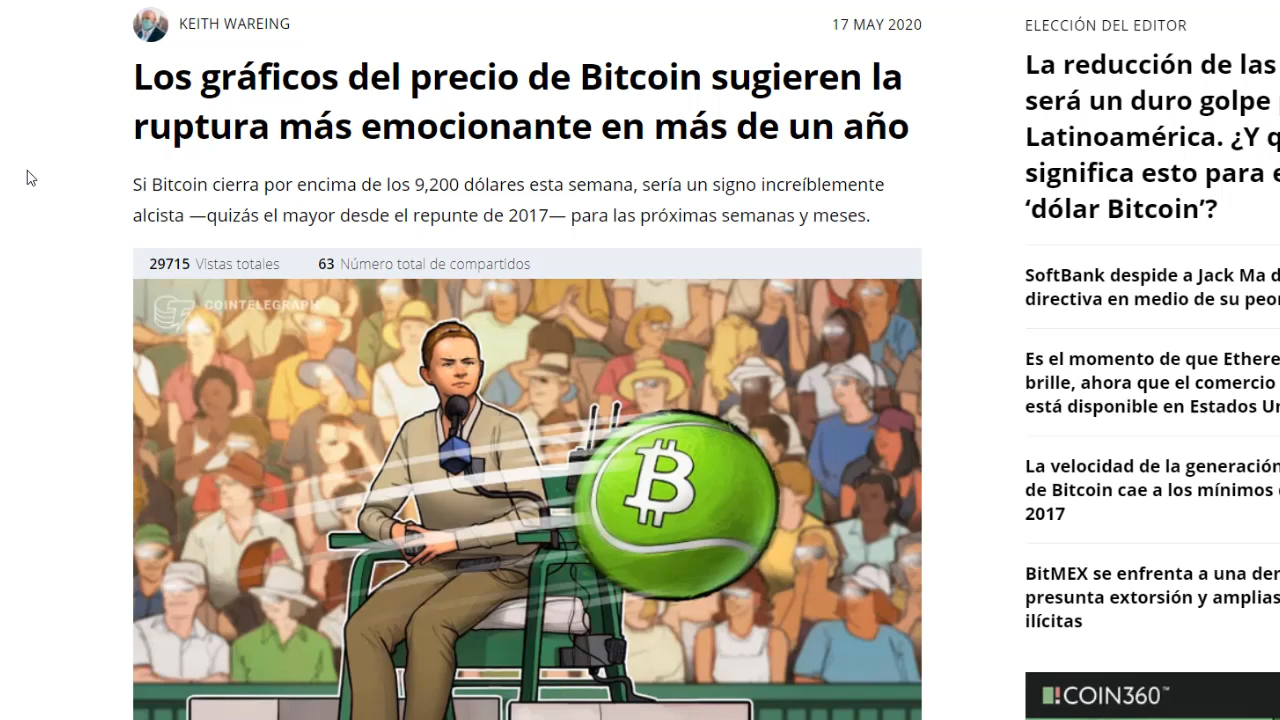 KEITH WAREING
17 MAY 2020
Los gráficos del precio de Bitcoin sugieren la
ruptura más emocionante en más de un año
Si Bitcoin cierra por encima de los 9,200 dólares esta semana, sería un signo increíblemente
alcista —quizás el mayor desde el repunte de 2017— para las próximas semanas y meses.
29715 Vistas totales
63 Número total de compartidos
COINTELEGRAPH
ELECCIÓN DEL EDITOR
La reducción de las
será un duro golpe
Latinoamérica. ¿Y q
significa esto para e
‘dólar Bitcoin’?
SoftBank despide a Jack Ma d
directiva en medio de su peo
Es el momento de que Ethere
brille, ahora que el comercio
está disponible en Estados Un
La velocidad de la generación
de Bitcoin cae a los mínimos
2017
BitMEX se enfrenta a una de
presunta extorsión y amplias
ilícitas
COIN360™